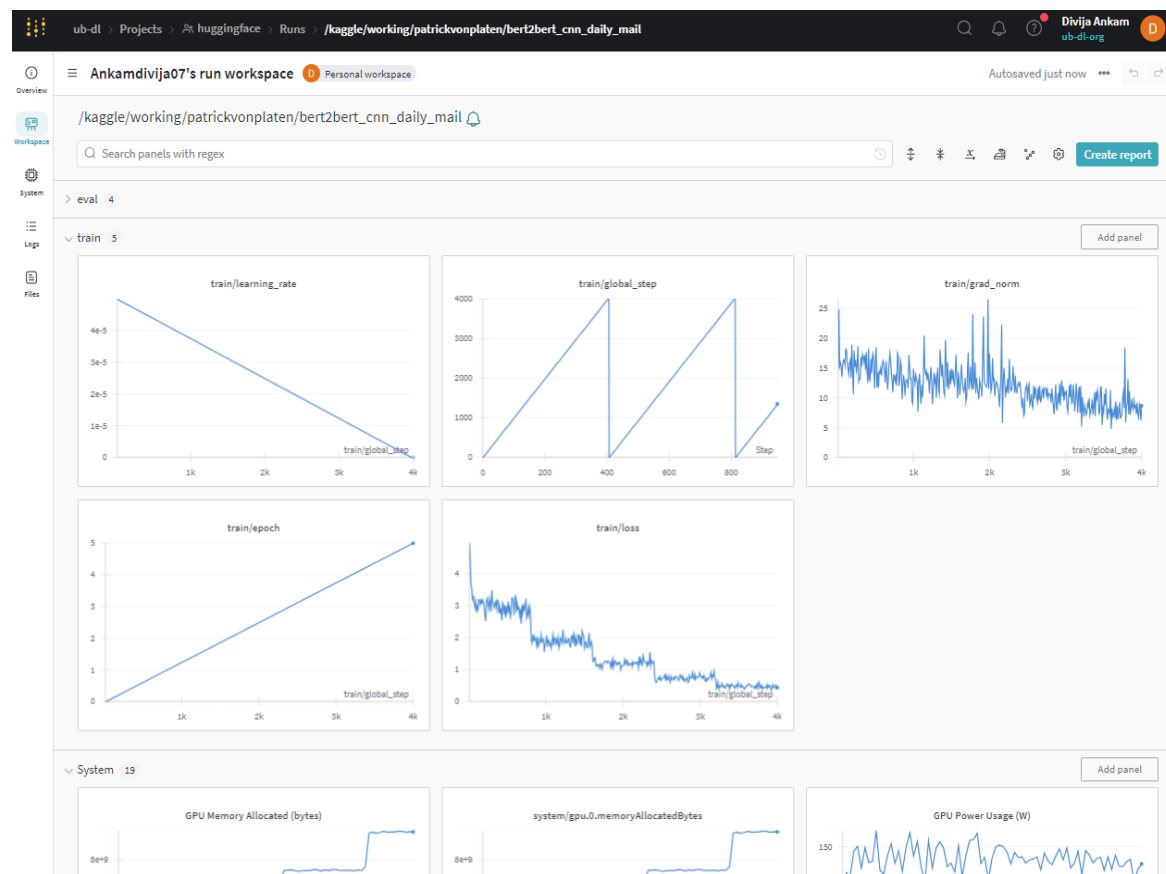 ub-dl > Projects > huggingface > Runs > /kaggle/working/patrickvonplaten/bert2bert_cnn_daily_mail
Divija Ankam
ub-dl-org
D
Overview
Workspace
System
Logs
Files
Ankamdivija07's run workspace D Personal workspace
Autosaved just now
/kaggle/working/patrickvonplaten/bert2bert_cnn_daily_mail
Search panels with regex
Create report
eval 4
train 5
Add panel
train/learning_rate
4e-5
3e-5
2e-5
1e-5
0
train/global_step
1k 2k 3k 4k
train/global_step
4000
3000
2000
1000
0
Step
0 200 400 600 800
train/grad_norm
25
20
15
10
5
0
train/global_step
1k 2k 3k 4k
train/epoch
5
4
3
2
1
0
train/global_step
1k 2k 3k 4k
train/loss
4
3
2
1
0
train/global_step
1k 2k 3k 4k
System 19
Add panel
GPU Memory Allocated (bytes)
8e+9
system/gpu.0.memoryAllocatedBytes
8e+9
GPU Power Usage (W)
150